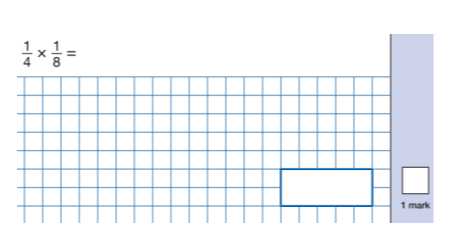 1/4 × 1/8 =
1 mark